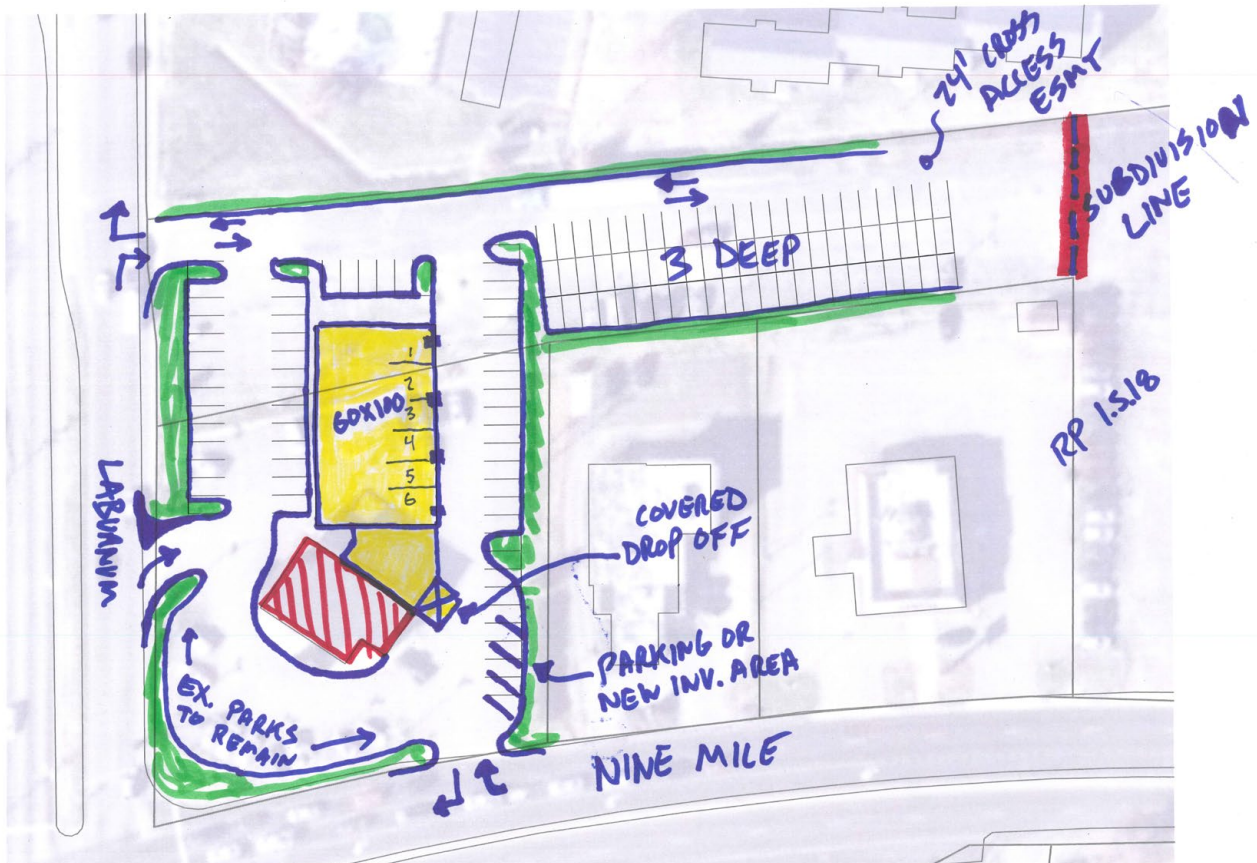 24' CROSS
ACCESS
ESMT
SUBDIVISION
LINE
3 DEEP
1
2
60X100
3
4
5
6
RP 1.5.18
LABURNUM
COVERED
DROP OFF
PARKING OR
NEW INV. AREA
EX. PARKS
TO REMAIN
NINE MILE